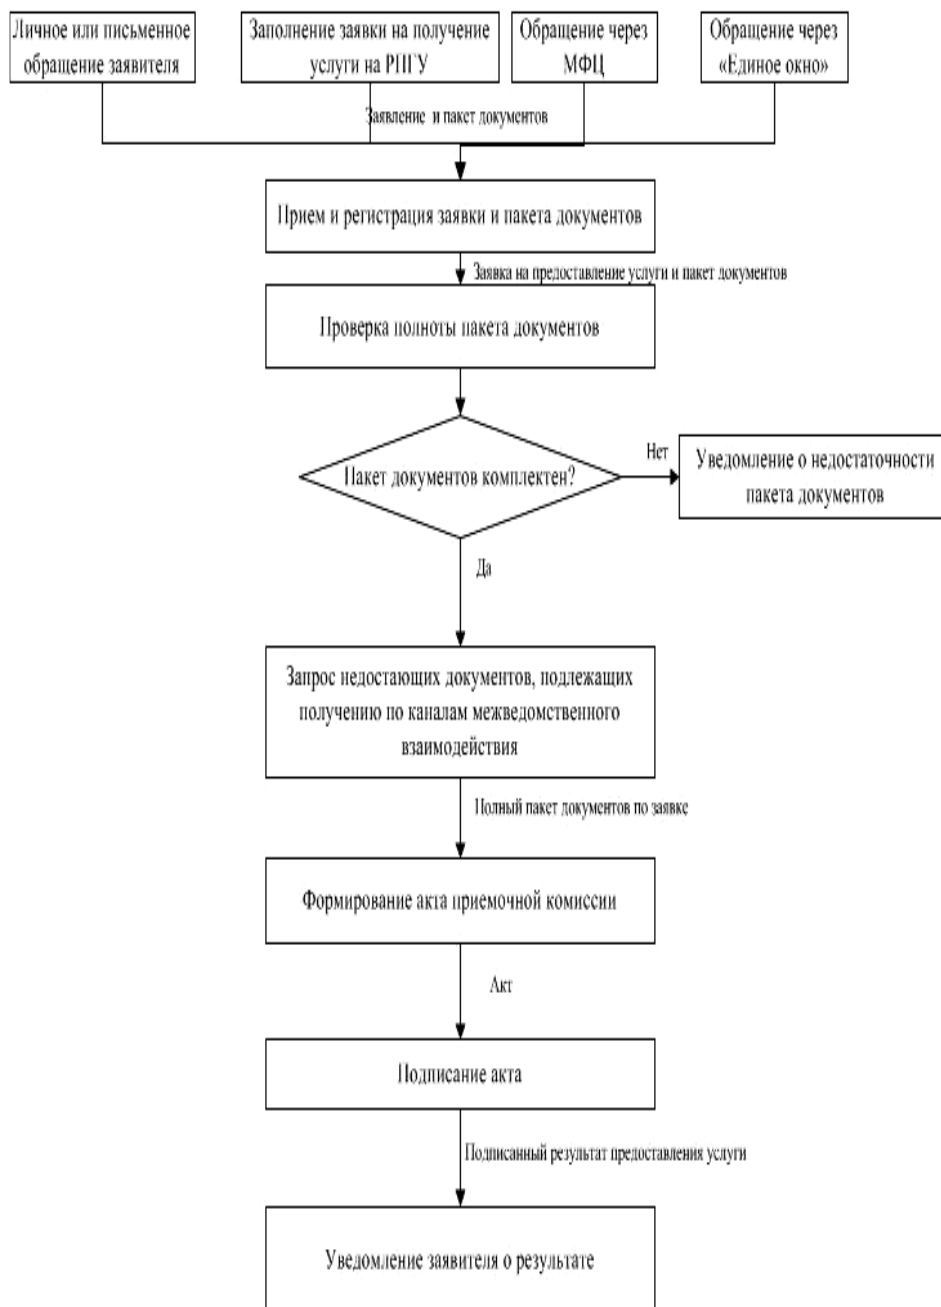 Личное или письменное
обращение заявителя
Заполнение заявки на получение
услуги на РПГУ
Обращение через
МФЦ
Обращение через
«Единое окно»
Заявление и пакет документов
Прием и регистрация заявки и пакета документов
Заявка на предоставление услуги и пакет документов
Проверка полноты пакета документов
Пакет документов комплектен?
Нет
Уведомление о недостаточности
пакета документов
Да
Запрос недостающих документов, подлежащих
получению по каналам межведомственного
взаимодействия
Полный пакет документов по заявке
Формирование акта приемочной комиссии
Акт
Подписание акта
Подписанный результат предоставления услуги
Уведомление заявителя о результате